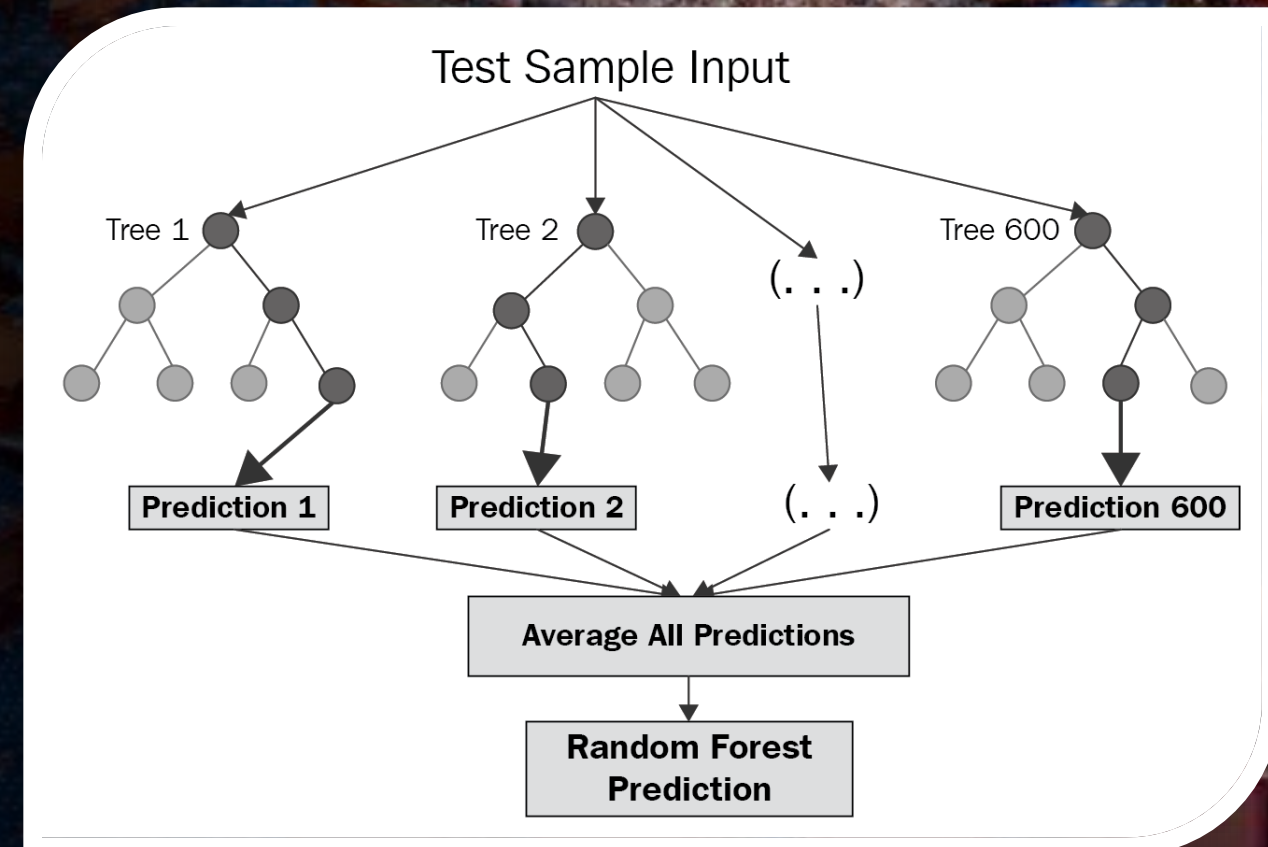 Test Sample Input
Tree 1
Tree 2
Tree 600
(. . .)
Prediction 1
Prediction 2
(. . .)
Prediction 600
Average All Predictions
Random Forest
Prediction